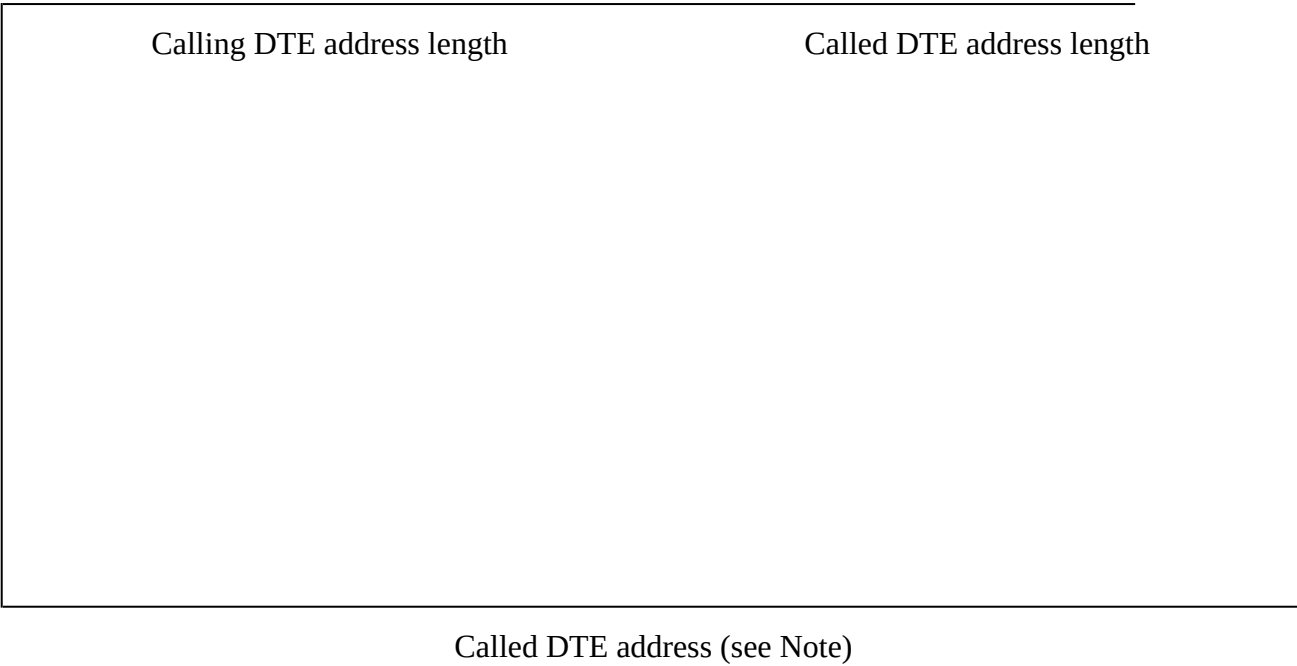 Calling DTE address length Called DTE address length
Called DTE address (see Note)